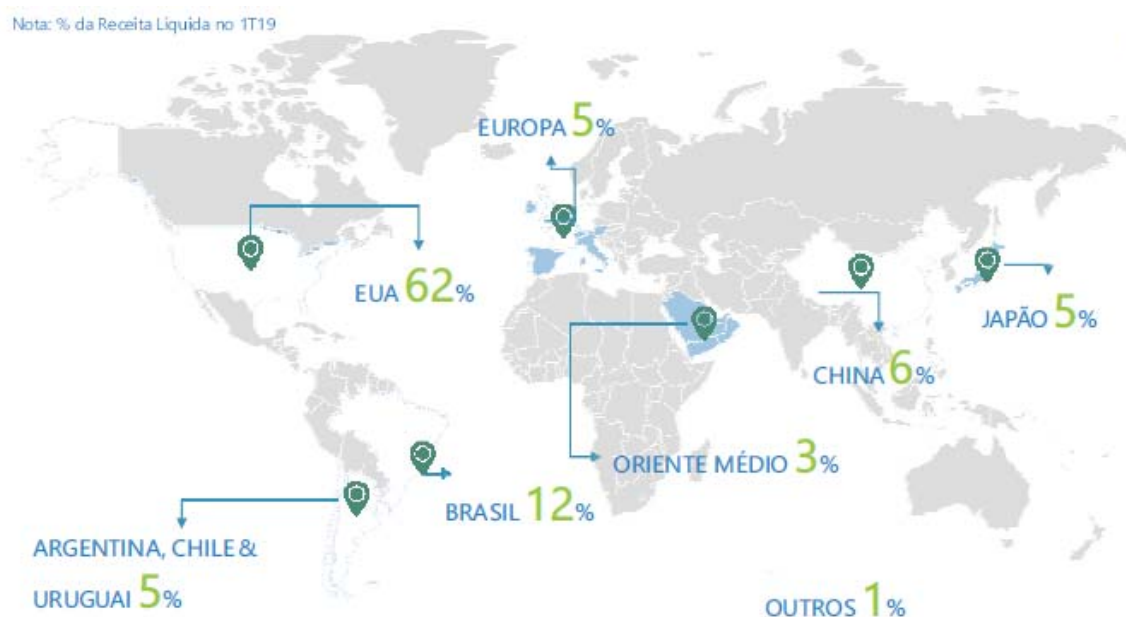 Nota: % da Receita Liquida no 1T19
EUROPA 5%
EUA 62%
JAPÃO 5%
CHINA 6%
ORIENTE MÉDIO 3%
BRASIL 12%
ARGENTINA, CHILE &
URUGUAI 5%
OUTROS 1%